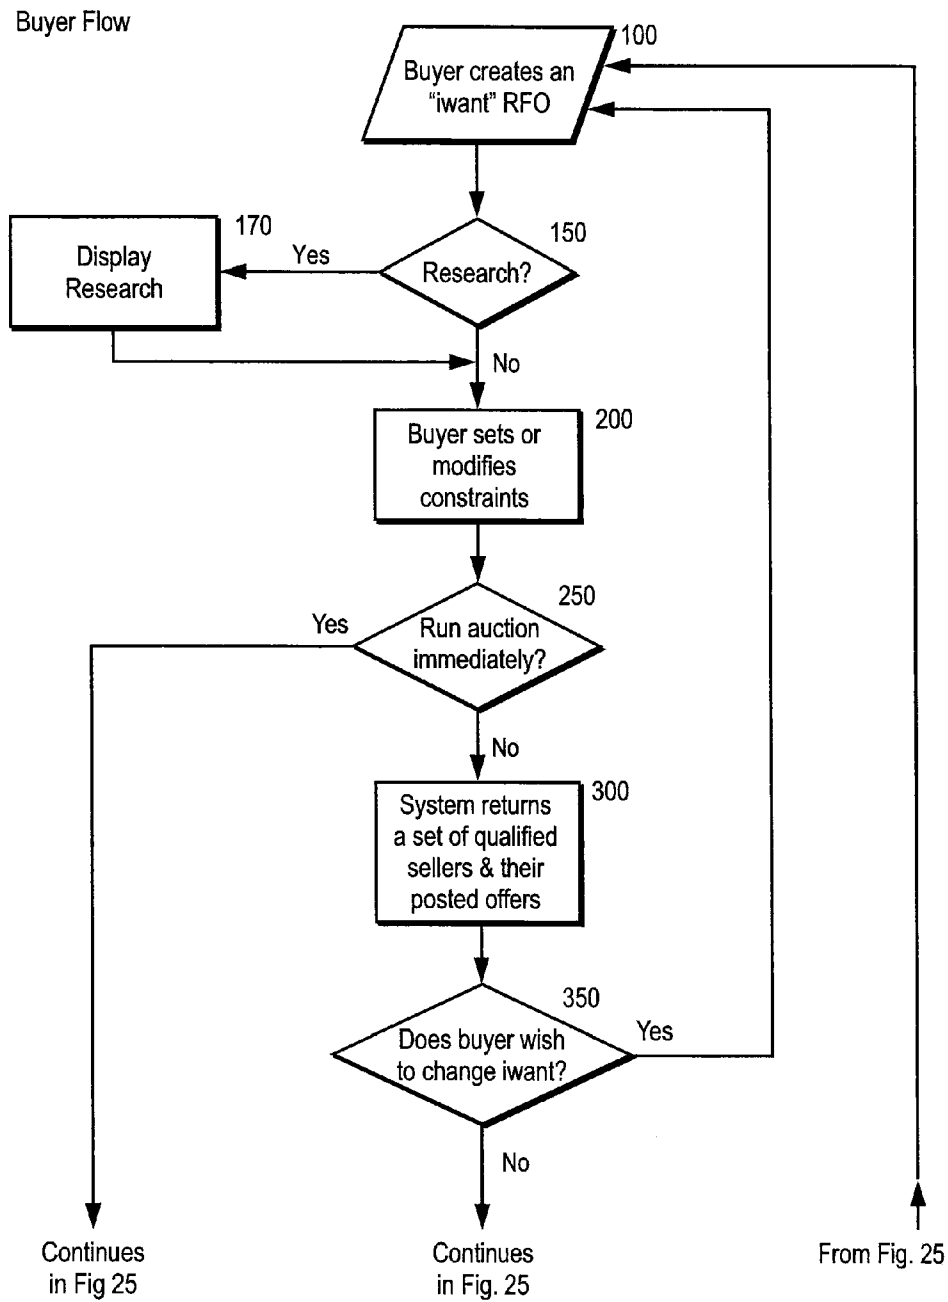 Buyer Flow
100
Buyer creates an
“iwant” RFO
170
150
Yes
Display
Research
Research?
No
200
Buyer sets or
modifies
constraints
250
Yes
Run auction
immediately?
No
300
System returns
a set of qualified
sellers & their
posted offers
350
Yes
Does buyer wish
to change iwant?
No
Continues
in Fig 25
Continues
in Fig. 25
From Fig. 25